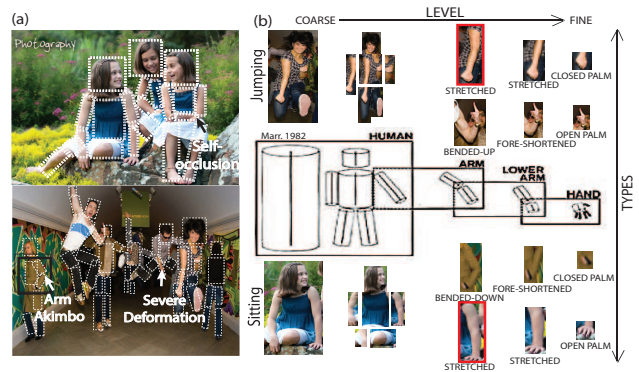 (a)
Photography
Self-
occlusion
Arm
Akimbo
Severe
Deformation
(b)
COARSE
LEVEL
FINE
Jumping
STRETCHED
STRETCHED
CLOSED PALM
BENDED-UP
FORE-SHORTENED
OPEN PALM
Marr. 1982
HUMAN
ARM
LOWER
ARM
HAND
TYPES
Sitting
BENDED-DOWN
FORE-SHORTENED
CLOSED PALM
STRETCHED
STRETCHED
OPEN PALM